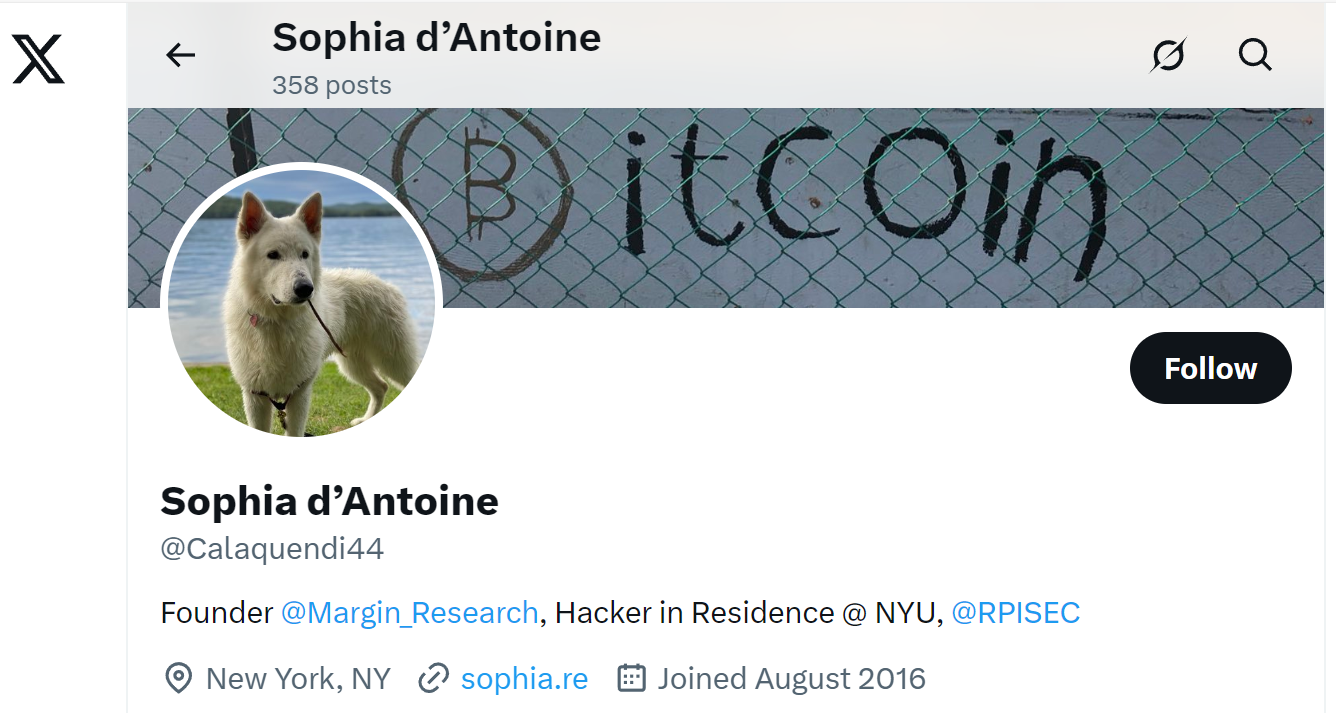 Sophia d’Antoine
358 posts
₿itcoin
Follow
Sophia d’Antoine
@Calaquendi44
Founder @Margin_Research, Hacker in Residence @ NYU, @RPISEC
New York, NY sophia.re Joined August 2016